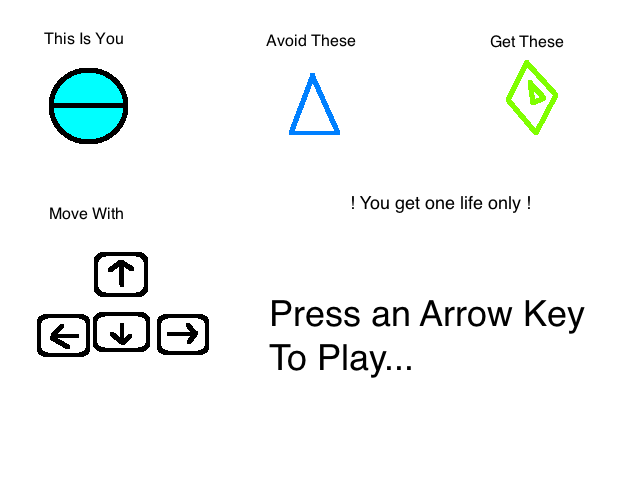 This Is You
Avoid These
Get These
Move With
! You get one life only !
Press an Arrow Key
To Play...